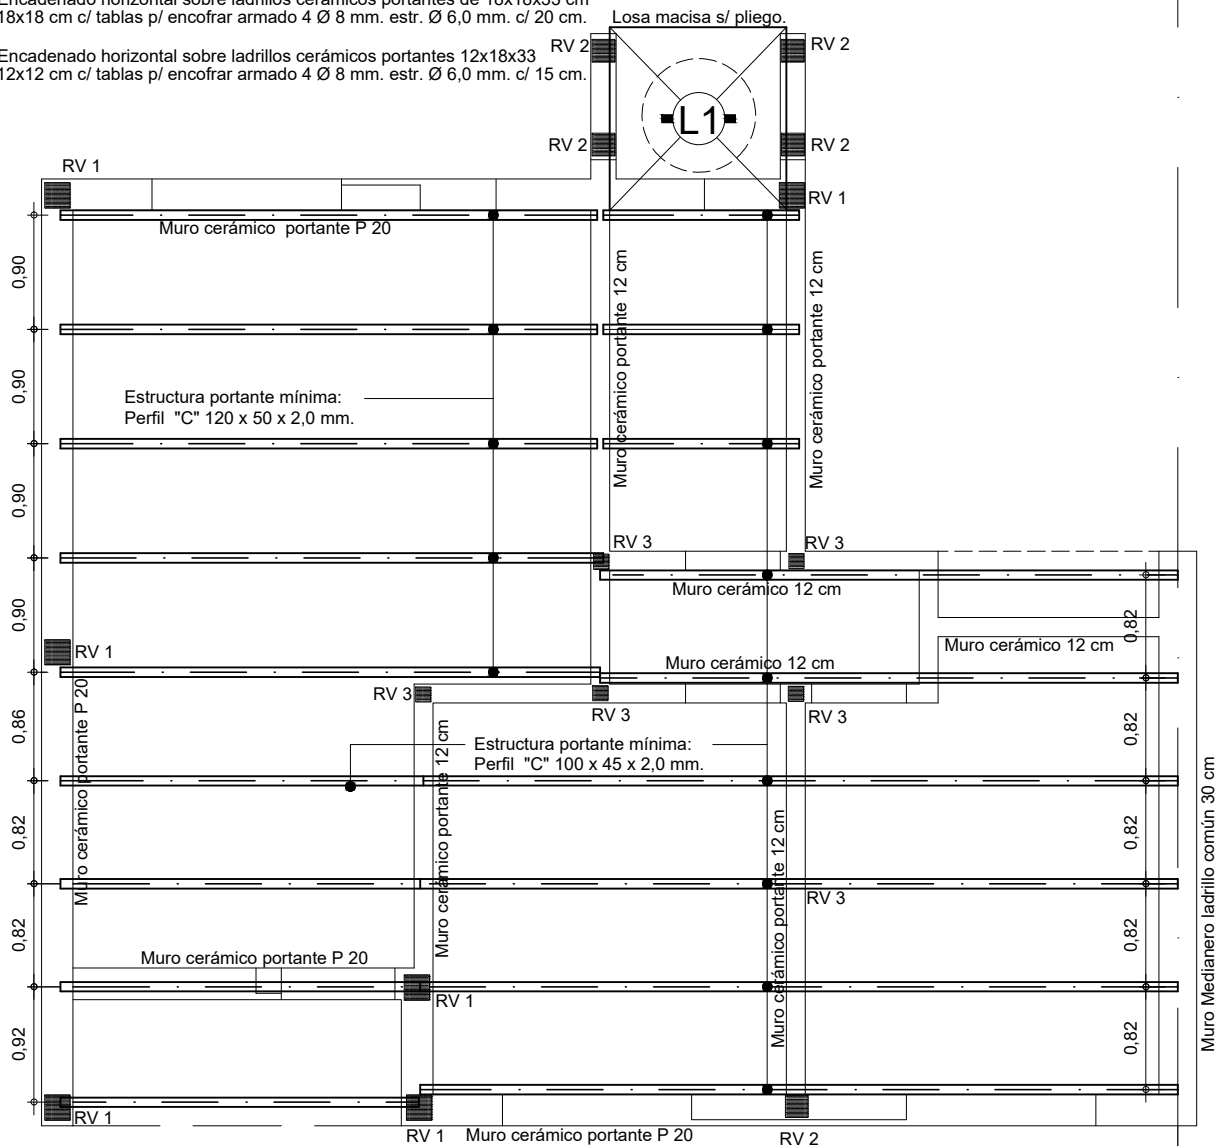 Encadenado horizontal sobre ladrillos cerámicos portantes de 18x18x33 cm
18x18 cm c/ tablas p/ encofrar armado 4 Ø 8 mm. estr. Ø 6,0 mm. c/ 20 cm.
Losa macisa s/ pliego.
Encadenado horizontal sobre ladrillos cerámicos portantes 12x18x33
12x12 cm c/ tablas p/ encofrar armado 4 Ø 8 mm. estr. Ø 6,0 mm. c/ 15 cm.
RV 2
RV 2
L1
RV 2
RV 2
RV 1
RV 1
Muro cerámico portante P 20
0,90
Muro cerámico portante 12 cm
Muro cerámico portante 12 cm
0,90
Estructura portante mínima:
Perfil "C" 120 x 50 x 2,0 mm.
0,90
RV 3
RV 3
Muro cerámico 12 cm
0,90
0,82
Muro cerámico 12 cm
RV 1
Muro cerámico 12 cm
RV 3
RV 3
RV 3
Muro cerámico portante P 20
0,86
0,82
Estructura portante mínima:
Perfil "C" 100 x 45 x 2,0 mm.
Muro cerámico portante 12 cm
0,82
0,82
Muro Medianero ladrillo común 30 cm
Muro cerámico portante 12 cm
RV 3
0,82
0,82
Muro cerámico portante P 20
RV 1
0,92
0,82
RV 1
RV 1
Muro cerámico portante P 20
RV 2